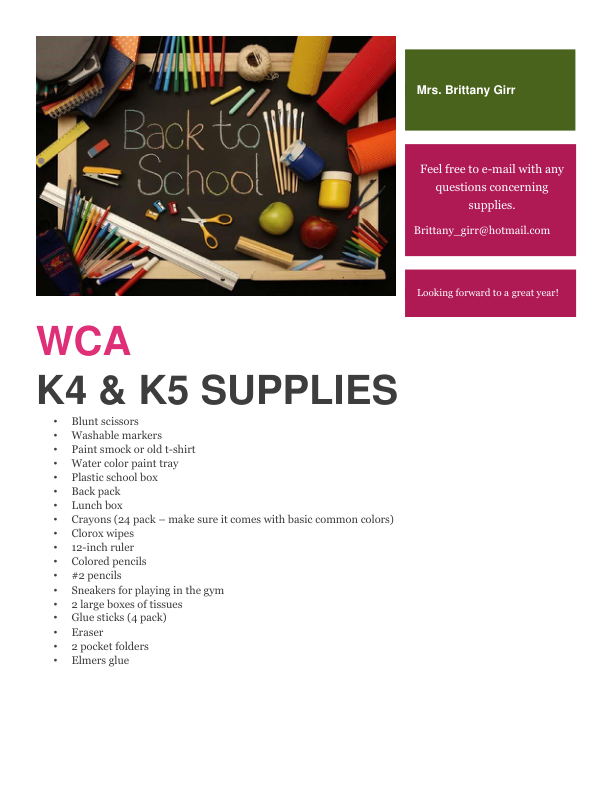 Back to
School
Mrs. Brittany Girr
Feel free to e-mail with any
questions concerning
supplies.
Brittany_girr@hotmail.com
Looking forward to a great year!
WCA
K4 & K5 SUPPLIES
• Blunt scissors
• Washable markers
• Paint smock or old t-shirt
• Water color paint tray
• Plastic school box
• Back pack
• Lunch box
• Crayons (24 pack – make sure it comes with basic common colors)
• Clorox wipes
• 12-inch ruler
• Colored pencils
• #2 pencils
• Sneakers for playing in the gym
• 2 large boxes of tissues
• Glue sticks (4 pack)
• Eraser
• 2 pocket folders
• Elmers glue